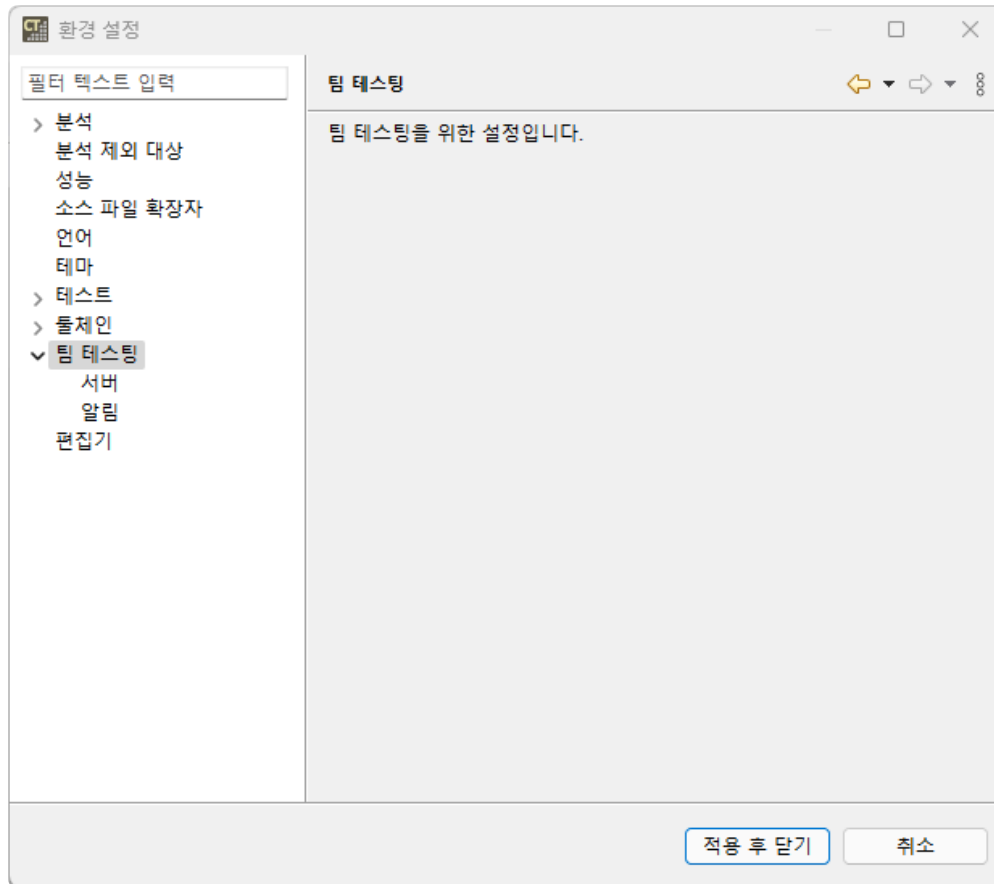 CT
환경 설정
필터 텍스트 입력
분석
분석 제외 대상
성능
소스 파일 확장자
언어
테마
테스트
툴체인
팀 테스팅
서버
알림
편집기
팀 테스팅
팀 테스팅을 위한 설정입니다.
적용 후 닫기
취소